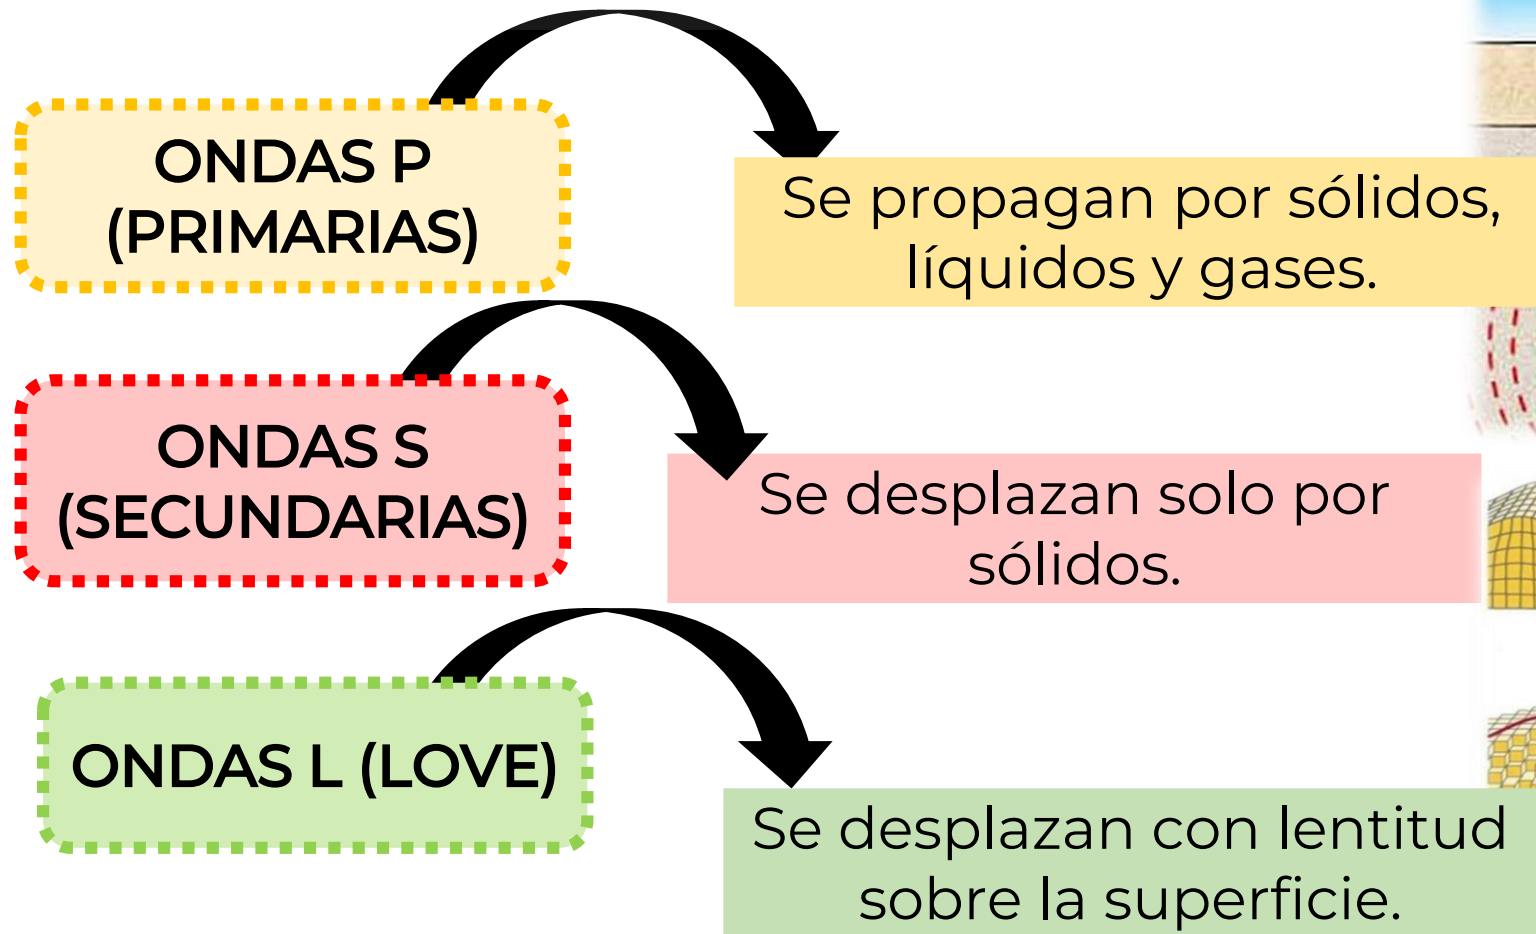 ONDAS P
(PRIMARIAS)
Se propagan por sólidos,
líquidos y gases.
ONDAS S
(SECUNDARIAS)
Se desplazan solo por
sólidos.
ONDAS L (LOVE)
Se desplazan con lentitud
sobre la superficie.